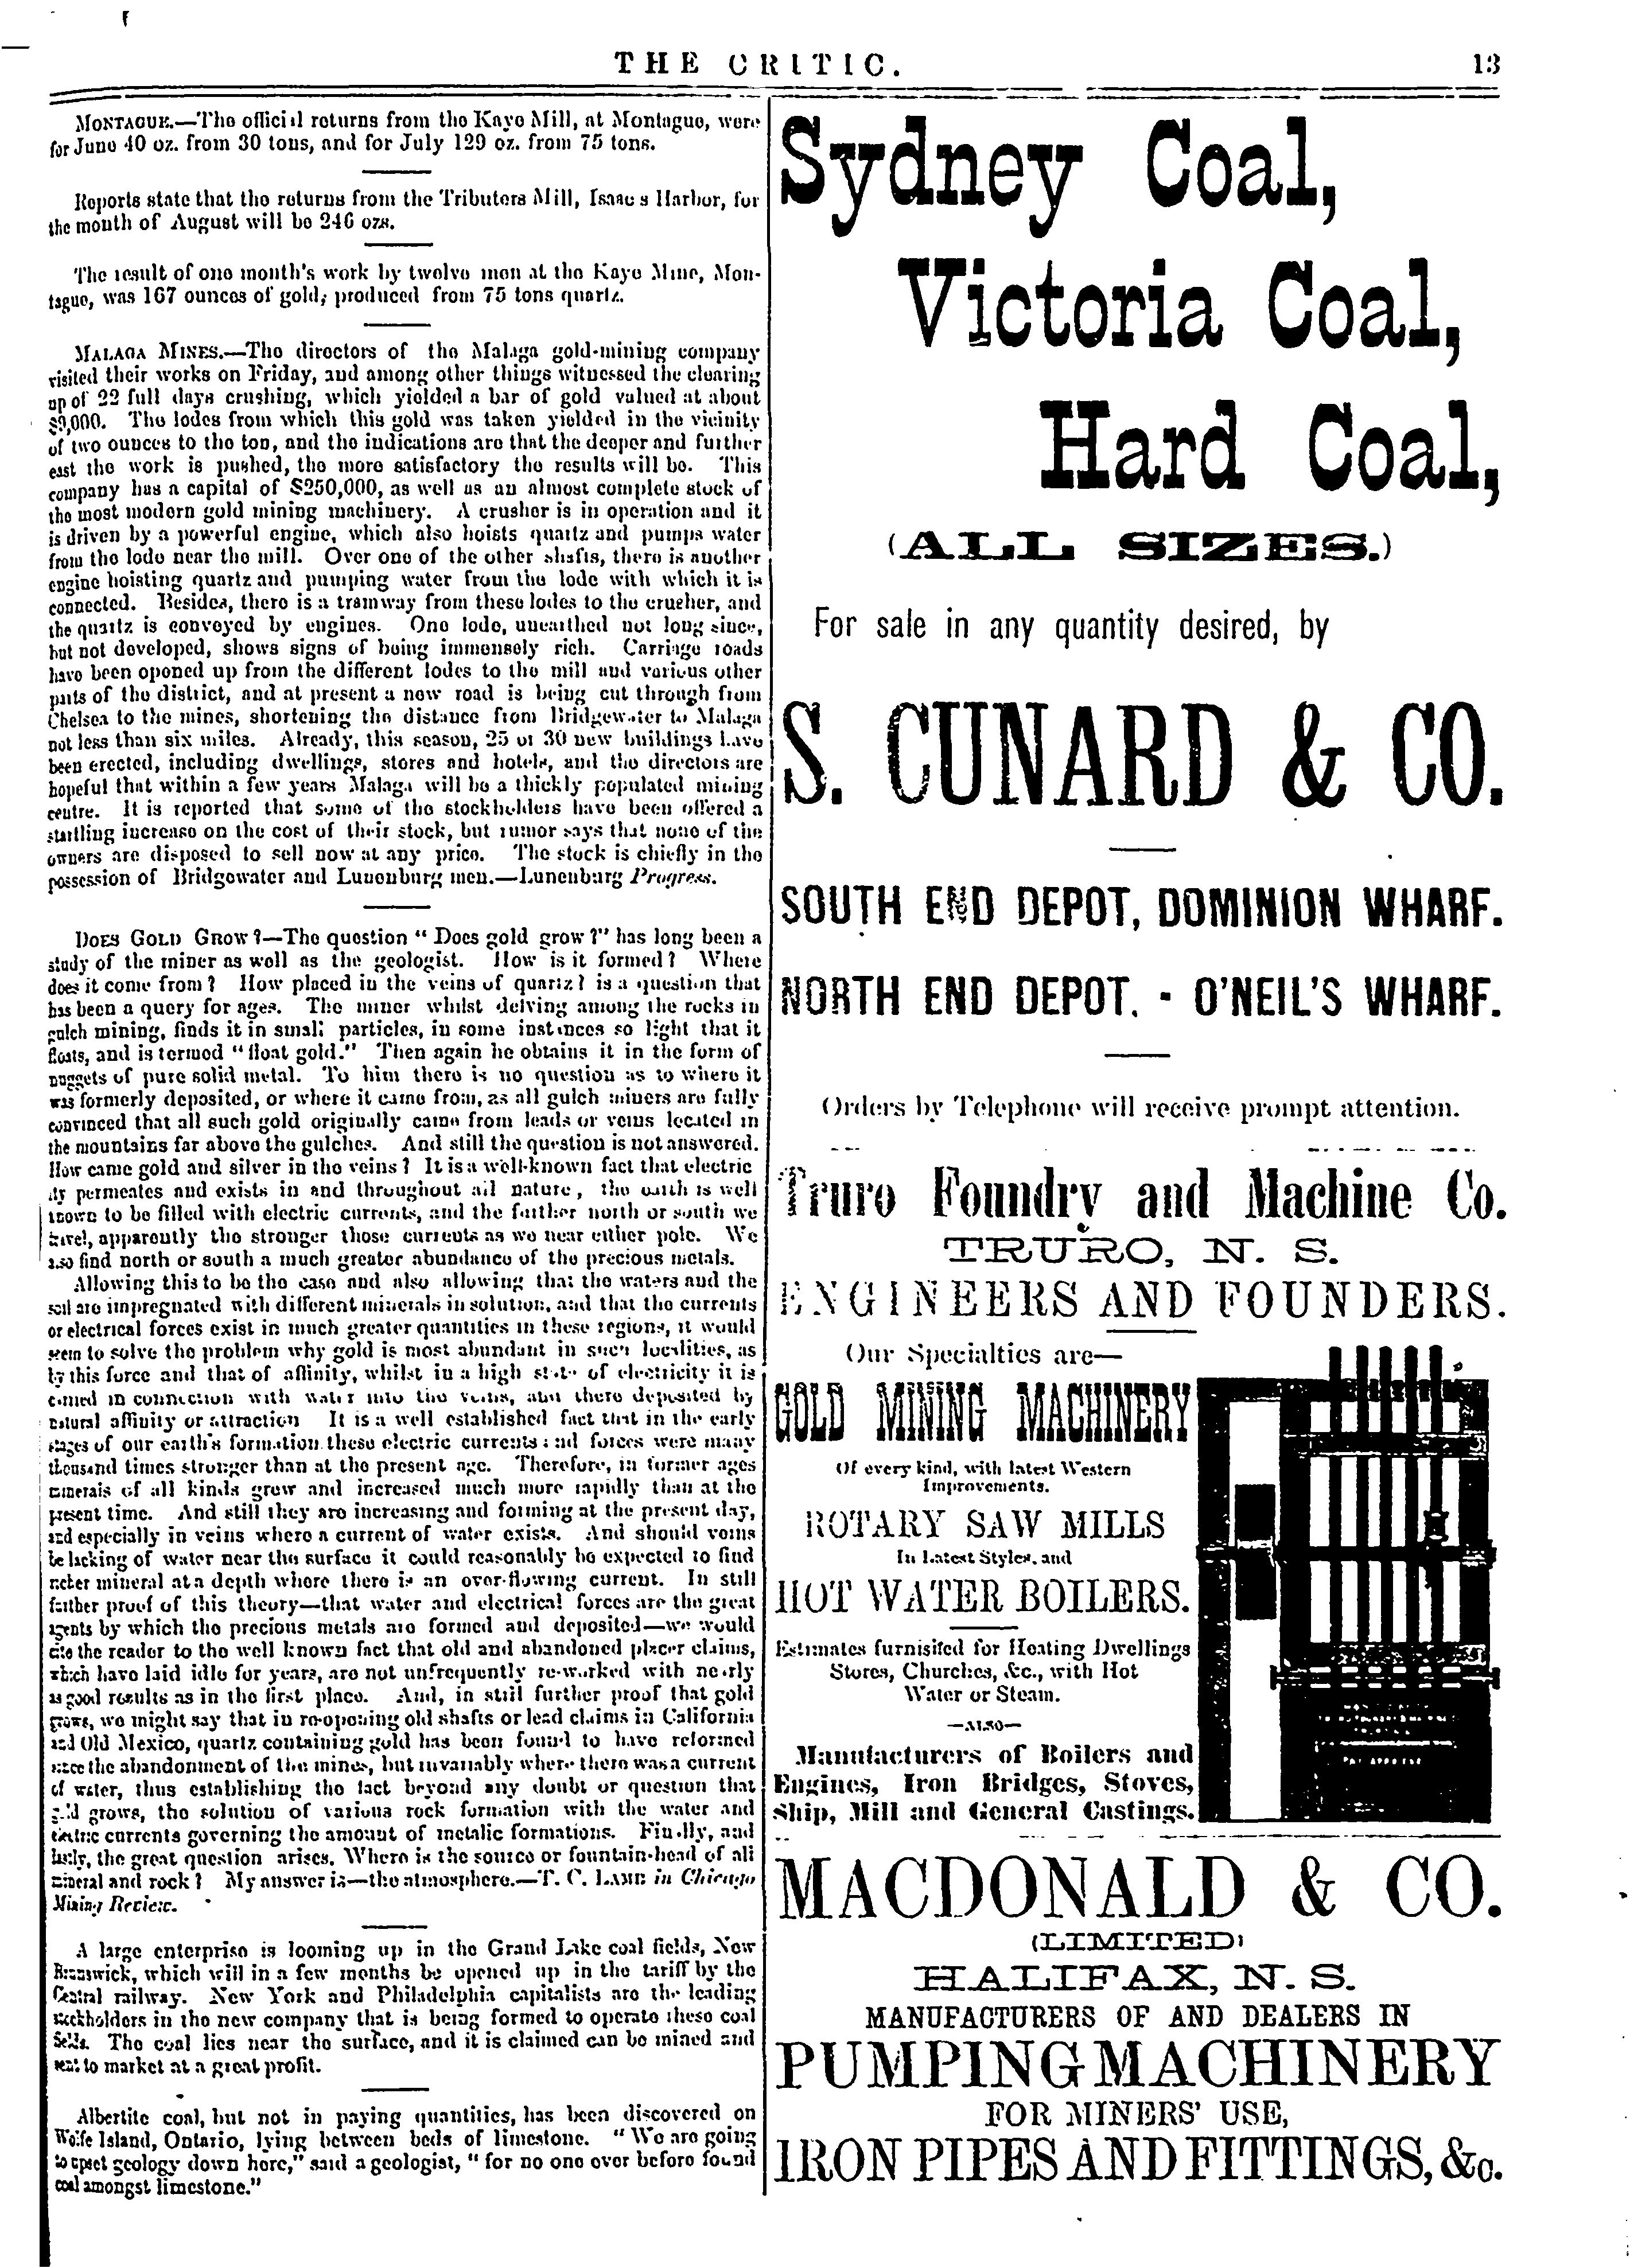 THE CRITIC.
13
MONTAGUE.—The official returns from the Kaye Mill, at Montague, were
for June 40 oz. from 30 tons, and for July 129 oz. from 75 tons.
Reports state that the returns from the Tributers Mill, Isaac s Harbor, for
the month of August will be 246 ozs.
The result of one month's work by twelve men at the Kaye Mine, Mon-
tague, was 167 ounces of gold, produced from 75 tons quartz.
MALAGA MINES.—The directors of the Malaga gold-mining company
visited their works on Friday, and among other things witnessed the clearing
up of 22 full days crushing, which yielded a bar of gold valued at about
$9,000. The lodes from which this gold was taken yielded in the vicinity
of two ounces to the ton, and the indications are that the deeper and further
east the work is pushed, the more satisfactory the results will be. This
company has a capital of $250,000, as well as an almost complete stock of
the most modern gold mining machinery. A crusher is in operation and it
is driven by a powerful engine, which also hoists quartz and pumps water
from the lode near the mill. Over one of the other shafts, there is another
engine hoisting quartz and pumping water from the lode with which it is
connected. Besides, there is a tramway from these lodes to the crusher, and
the quartz is conveyed by engines. One lode, unearthed not long since,
but not developed, shows signs of being immensely rich. Carriage roads
have been opened up from the different lodes to the mill and various other
parts of the district, and at present a new road is being cut through from
Chelsea to the mines, shortening the distance from Bridgewater to Malaga
not less than six miles. Already, this season, 25 or 30 new buildings have
been erected, including dwellings, stores and hotels, and the directors are
hopeful that within a few years Malaga will be a thickly populated mining
centre. It is reported that some of the stockholders have been offered a
startling increase on the cost of their stock, but rumor says that none of the
owners are disposed to sell now at any price. The stock is chiefly in the
possession of Bridgewater and Lunenburg men.—Lunenburg Progress.
DOES GOLD GROW?—The question "Does gold grow?" has long been a
study of the miner as well as the geologist. How is it formed? Where
does it come from? How placed in the veins of quartz? is a question that
has been a query for ages. The miner whilst delving among the rocks in
gulch mining, finds it in small particles, in some instances so light that it
floats, and is termed "float gold." Then again he obtains it in the form of
nuggets of pure solid metal. To him there is no question as to where it
was formerly deposited, or where it came from, as all gulch miners are fully
convinced that all such gold originally came from leads or veins located in
the mountains far above the gulches. And still the question is not answered.
How came gold and silver in the veins? It is a well-known fact that electric
ity permeates and exists in and throughout all nature, the earth is well
known to be filled with electric currents, and the farther north or south we
travel, apparently the stronger those currents as we near either pole. We
also find north or south a much greater abundance of the precious metals.
Allowing this to be the case and also allowing that the waters and the
soil are impregnated with different minerals in solution, and that the currents
or electrical forces exist in much greater quantities in these regions, it would
seem to solve the problem why gold is most abundant in such localities, as
by this force and that of affinity, whilst in a high state of electricity it is
carried in connection with water into the veins, and there deposited by
natural affinity or attraction It is a well established fact that in the early
stages of our earth's formation these electric currents and forces were many
thousand times stronger than at the present age. Therefore, in former ages
minerals of all kinds grew and increased much more rapidly than at the
present time. And still they are increasing and forming at the present day,
and especially in veins where a current of water exists. And should veins
be lacking of water near the surface it could reasonably be expected to find
richer mineral at a depth where there is an over-flowing current. In still
farther proof of this theory—that water and electrical forces are the great
agents by which the precious metals are formed and deposited—we would
cite the reader to the well known fact that old and abandoned placer claims,
which have laid idle for years, are not unfrequently re-worked with nearly
as good results as in the first place. And, in still further proof that gold
grows, we might say that in re-opening old shafts or lead claims in California
and Old Mexico, quartz containing gold has been found to have reformed
since the abandonment of the mines, but invariably where there was a current
of water, thus establishing the fact beyond any doubt or question that
gold grows, the solution of various rock formation with the water and
electric currents governing the amount of metalic formations. Finally, and
lastly, the great question arises, Where is the source or fountain-head of all
mineral and rock? My answer is—the atmosphere.—T. C. LAMB in Chicago
Mining Review.
A large enterprise is looming up in the Grand Lake coal fields, New
Brunswick, which will in a few months be opened up in the tariff by the
Central railway. New York and Philadelphia capitalists are the leading
stockholders in the new company that is being formed to operate these coal
fields. The coal lies near the surface, and it is claimed can be mined and
sent to market at a great profit.
Albertite coal, but not in paying quantities, has been discovered on
Wolfe Island, Ontario, lying between beds of limestone. "We are going
to upset geology down here," said a geologist, "for no one ever before found
coal amongst limestone."
Sydney Coal,
Victoria Coal,
Hard Coal,
(ALL SIZES.)
For sale in any quantity desired, by
S. CUNARD & CO.
SOUTH END DEPOT, DOMINION WHARF.
NORTH END DEPOT. - O'NEIL'S WHARF.
Orders by Telephone will receive prompt attention.
Truro Foundry and Machine Co.
TRURO, N. S.
ENGINEERS AND FOUNDERS.
Our Specialties are—
GOLD MINING MACHINERY
Of every kind, with latest Western
Improvements.
ROTARY SAW MILLS
In Latest Styles, and
HOT WATER BOILERS.
Estimates furnished for Heating Dwellings
Stores, Churches, &c., with Hot
Water or Steam.
—ALSO—
Manufacturers of Boilers and
Engines, Iron Bridges, Stoves,
Ship, Mill and General Castings.
MACDONALD & CO.
(LIMITED)
HALIFAX, N. S.
MANUFACTURERS OF AND DEALERS IN
PUMPING MACHINERY
FOR MINERS' USE,
IRON PIPES AND FITTINGS, &c.